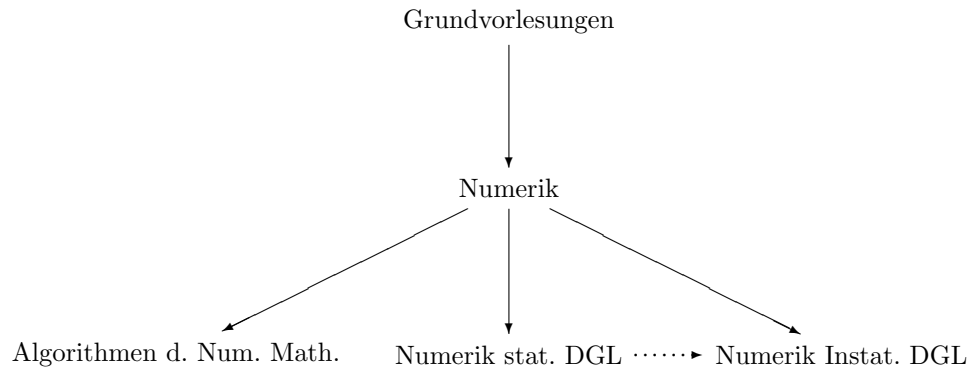 Grundvorlesungen
Numerik
Algorithmen d. Num. Math.
Numerik stat. DGL
Numerik Instat. DGL